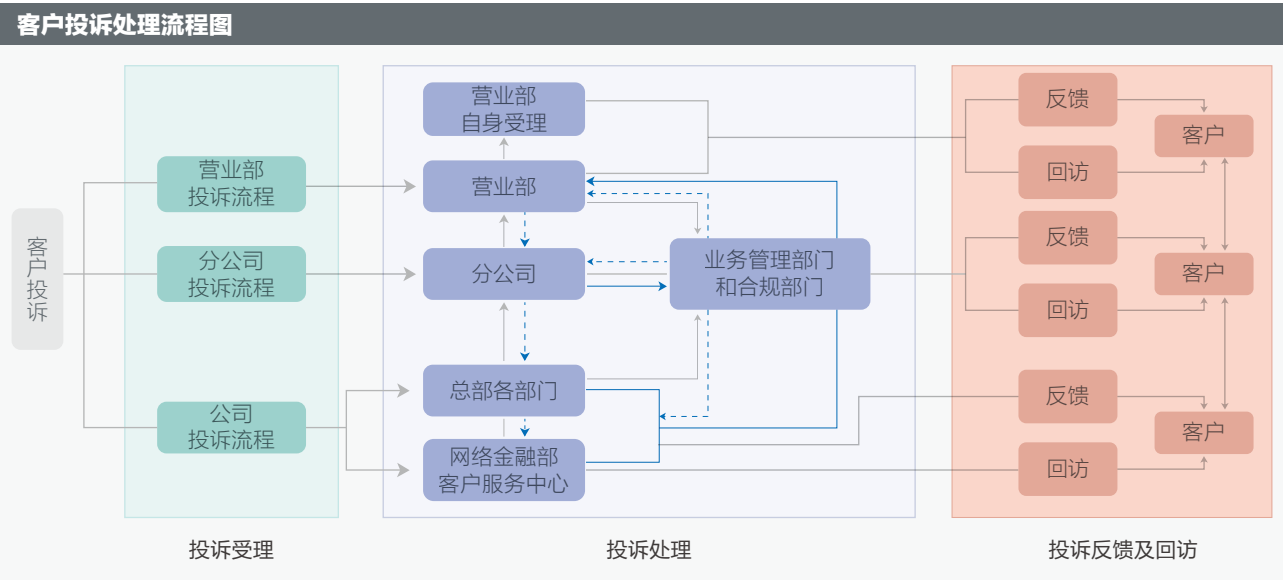 客户投诉处理流程图
客户投诉
营业部
投诉流程
分公司
投诉流程
公司
投诉流程
投诉受理
营业部
自身受理
营业部
分公司
业务管理部门
和合规部门
总部各部门
网络金融部
客户服务中心
投诉处理
反馈
客户
回访
反馈
客户
回访
反馈
客户
回访
投诉反馈及回访